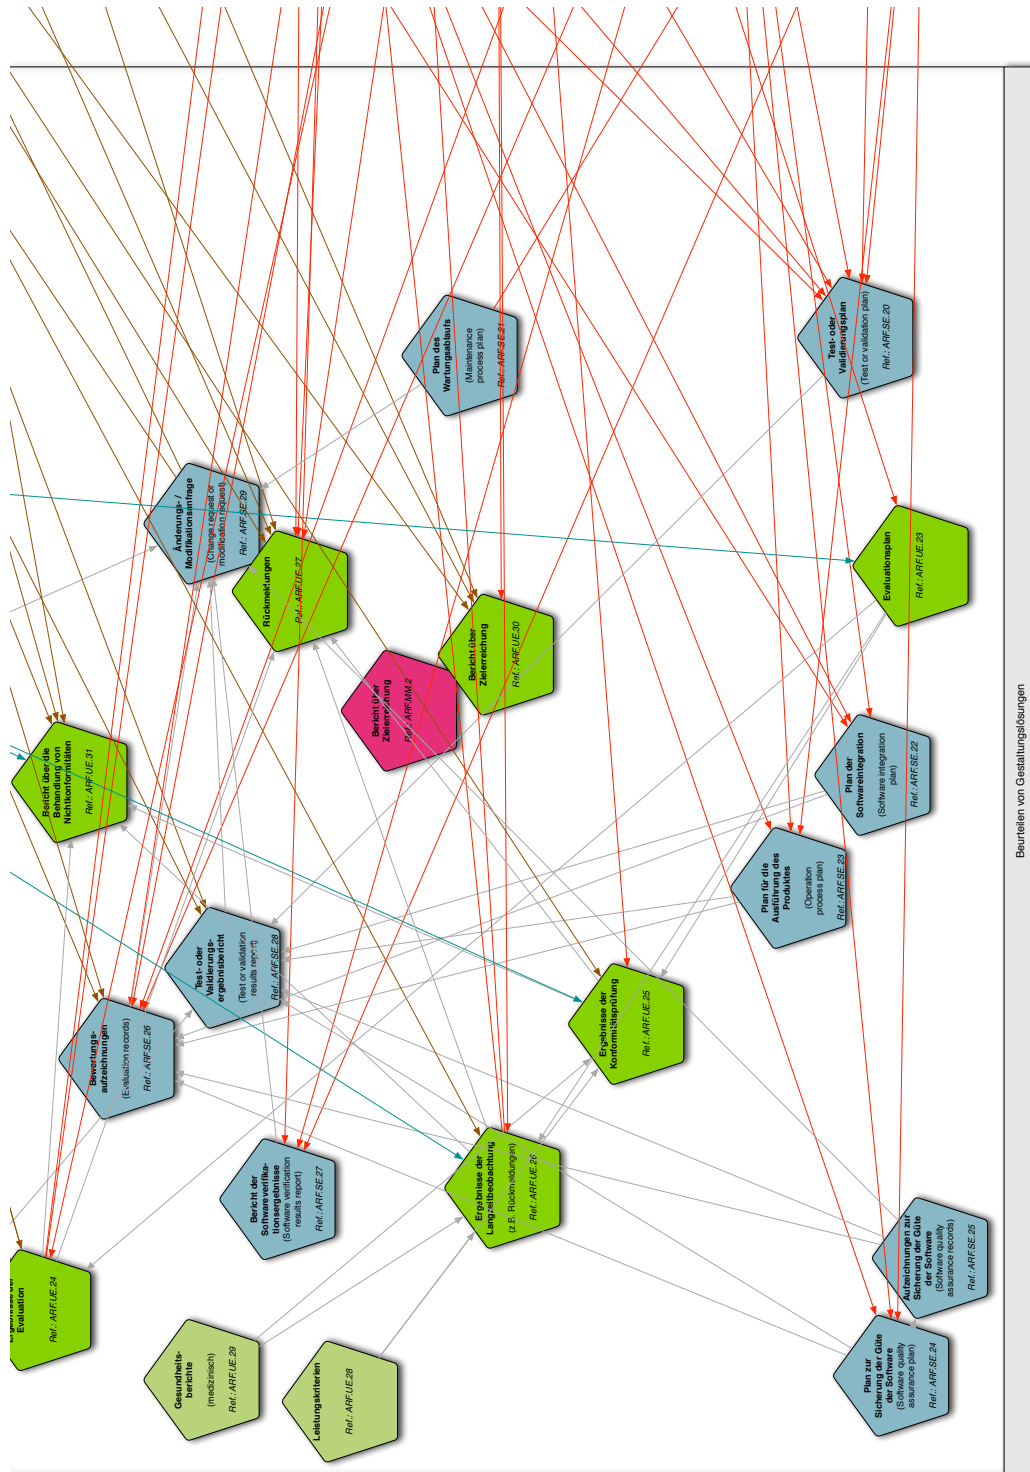 Plan des
Wartungsablaufs
(Maintenance
process plan)
Ref.: ARF.SE.21
Test- oder
Validierungsplan
(Test or validation plan)
Ref.: ARF.SE.20
Änderungs- /
Modifikationsanfrage
(Change request or
modification request)
Ref.: ARF.SE.29
Rückmeldungen
Ref.: ARF.UE.27
Evaluationsplan
Ref.: ARF.UE.23
Bericht über
Zielerreichung
Ref.: ARF.UE.30
Bericht über
Zielerreichung
Ref.: ARF.MM.2
Bericht über die
Behandlung von
Nichtkonformitäten
Ref.: ARF.UE.31
Plan der
Softwareintegration
(Software integration
plan)
Ref.: ARF.SE.22
Plan für die
Ausführung des
Produktes
(Operation
process plan)
Ref.: ARF.SE.23
Test- oder
Validierungs-
ergebnisbericht
(Test or validation
results report)
Ref.: ARF.SE.28
Ergebnisse der
Konformitätsprüfung
Ref.: ARF.UE.25
Bewertungs-
aufzeichnungen
(Evaluation records)
Ref.: ARF.SE.26
Bericht der
Softwareverifika-
tionsergebnisse
(Software verification
results report)
Ref.: ARF.SE.27
Ergebnisse der
Langzeitbeobachtung
(z.B. Rückmeldungen)
Ref.: ARF.UE.26
Aufzeichnungen zur
Sicherung der Güte
der Software
(Software quality
assurance records)
Ref.: ARF.SE.25
Ergebnisse der
Evaluation
Ref.: ARF.UE.24
Gesundheits-
berichte
(medizinisch)
Ref.: ARF.UE.29
Leistungskriterien
Ref.: ARF.UE.28
Plan zur
Sicherung der Güte
der Software
(Software quality
assurance plan)
Ref.: ARF.SE.24
Beurteilen von Gestaltungslösungen